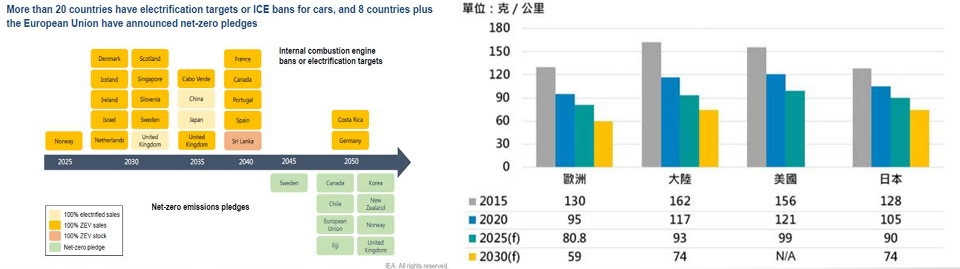 More than 20 countries have electrification targets or ICE bans for cars, and 8 countries plus
the European Union have announced net-zero pledges
Internal combustion engine
bans or electrification targets
Denmark
Scotland
France
Iceland
Singapore
Cabo Verde
Canada
Ireland
Slovenia
China
Portugal
Israel
Sweden
Japan
Spain
Costa Rica
Norway
Netherlands
United
Kingdom
United
Kingdom
Sri Lanka
Germany
2025
2030
2035
2040
2045
2050
Net-zero emissions pledges
Sweden
Canada
Korea
Chile
New
Zealand
European
Union
Norway
Fiji
United
Kingdom
100% electrified sales
100% ZEV sales
100% ZEV stock
Net-zero pledge
IEA. All rights reserved.
單位：克 / 公里
180
150
120
90
60
30
0
歐洲 大陸 美國 日本
2015 130 162 156 128
2020 95 117 121 105
2025(f) 80.8 93 99 90
2030(f) 59 74 N/A 74